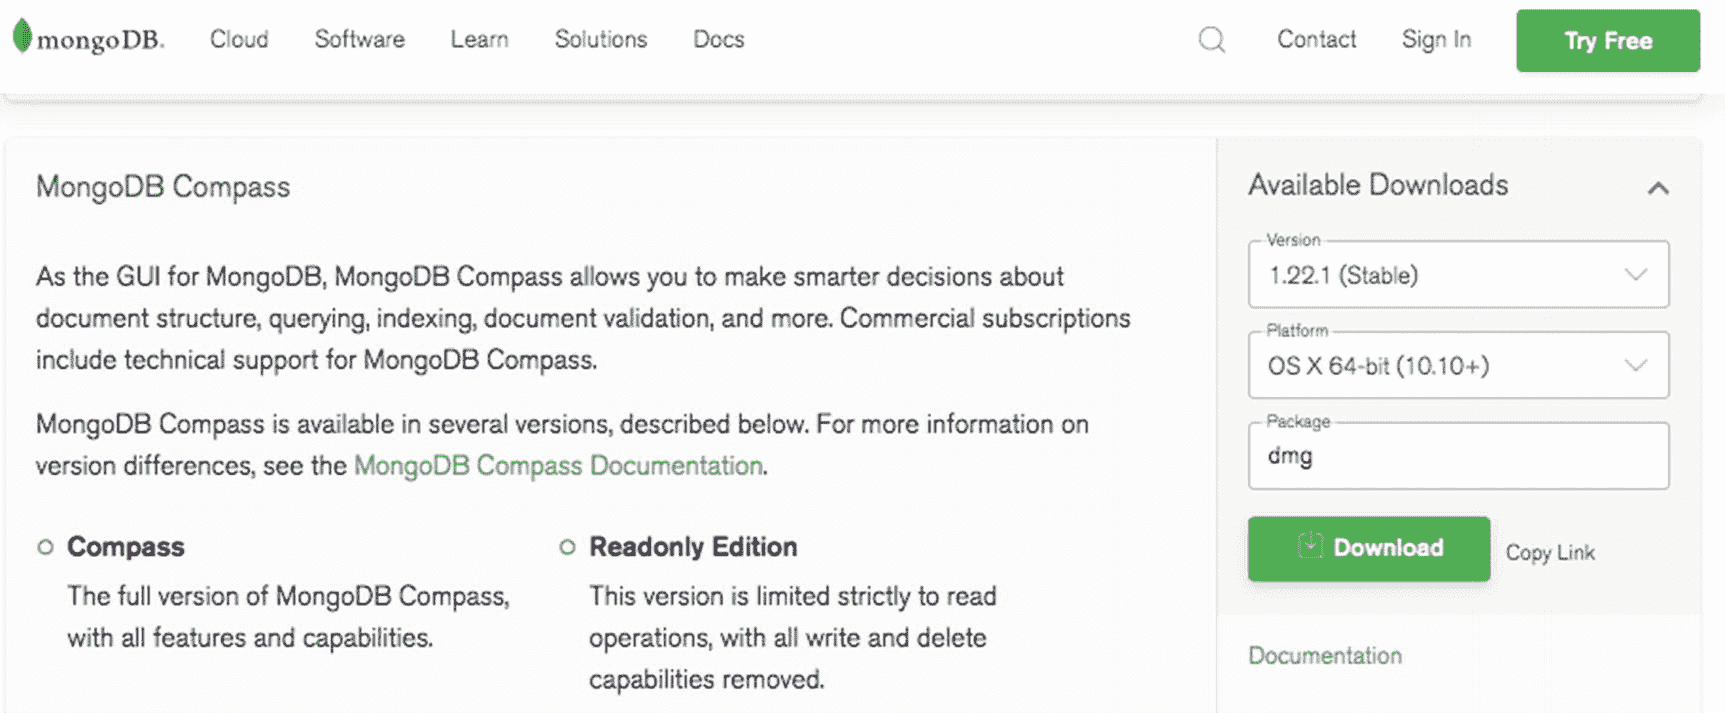 mongoDB. Cloud Software Learn Solutions Docs Contact Sign In Try Free
MongoDB Compass
As the GUI for MongoDB, MongoDB Compass allows you to make smarter decisions about
document structure, querying, indexing, document validation, and more. Commercial subscriptions
include technical support for MongoDB Compass.
MongoDB Compass is available in several versions, described below. For more information on
version differences, see the MongoDB Compass Documentation.
Compass
The full version of MongoDB Compass,
with all features and capabilities.
Readonly Edition
This version is limited strictly to read
operations, with all write and delete
capabilities removed.
Available Downloads
Version
1.22.1 (Stable)
Platform
OS X 64-bit (10.10+)
Package
dmg
Download Copy Link
Documentation